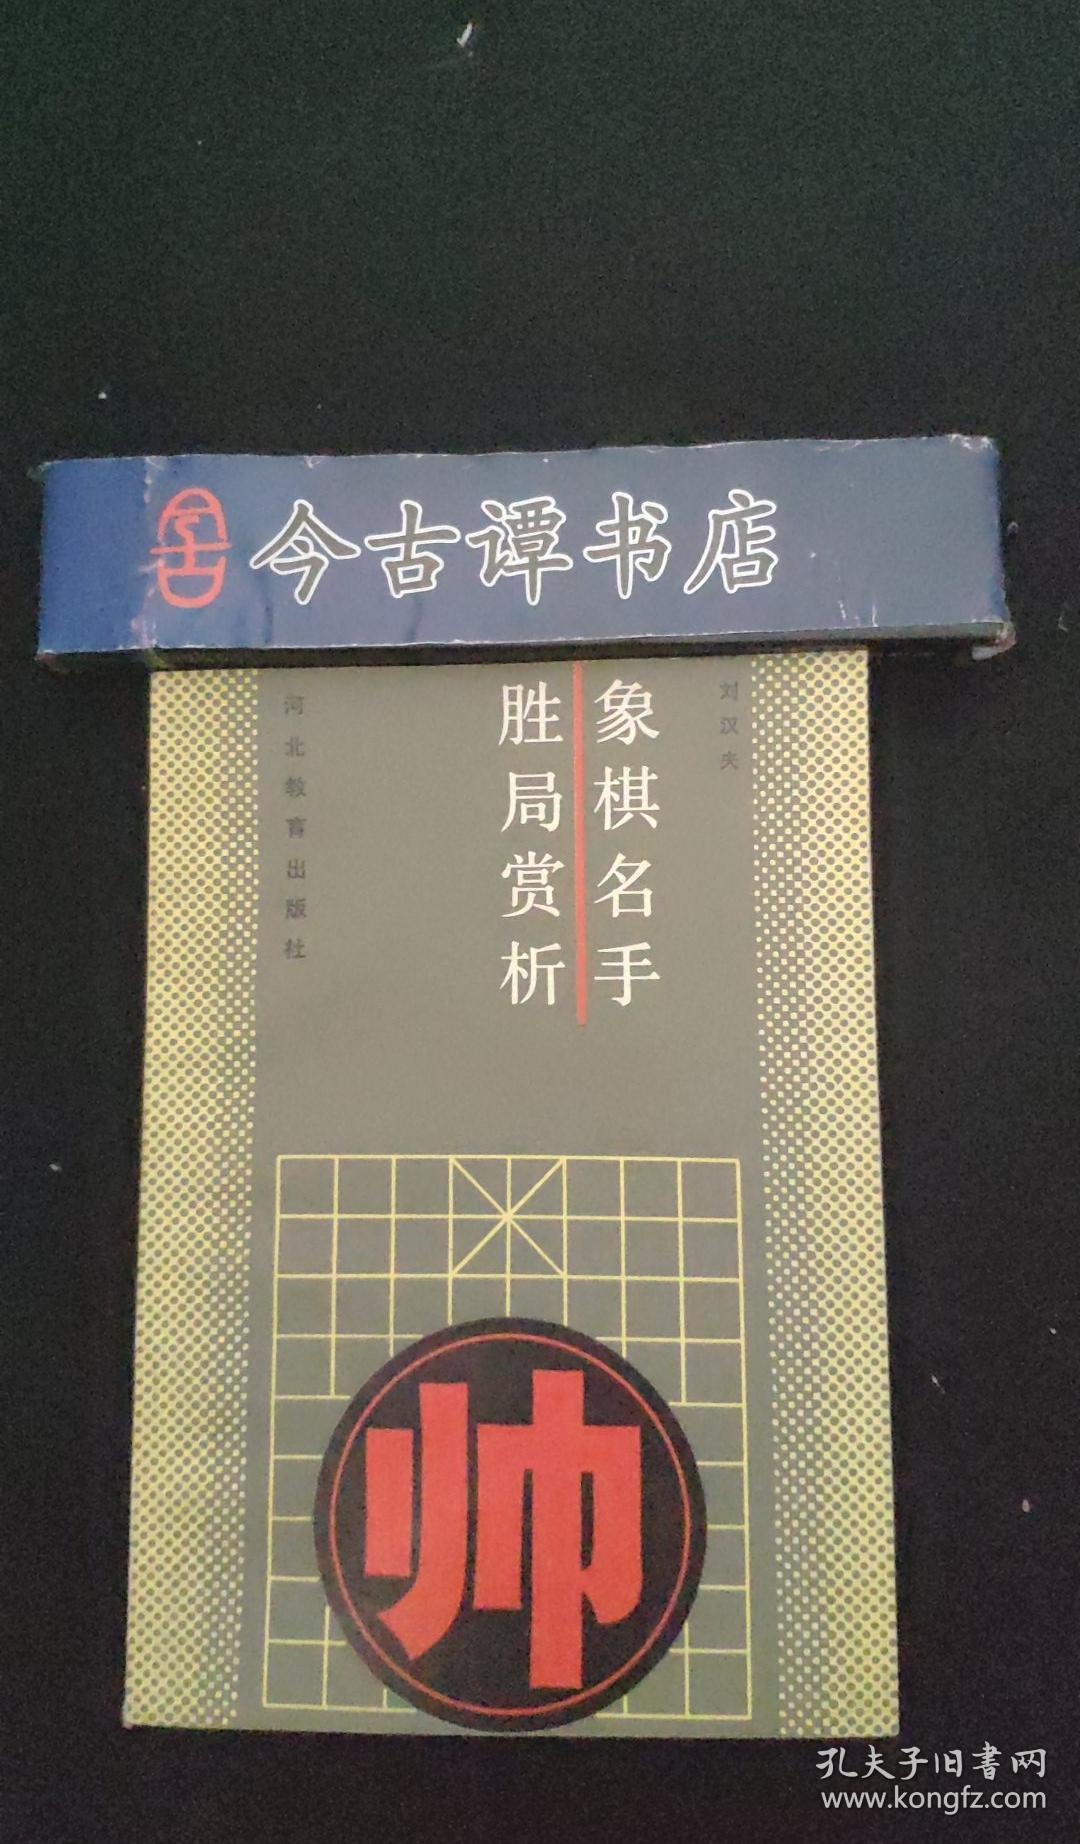 今古谭书店
刘汉夫
象棋名手
胜局赏析
河北教育出版社
帅
孔夫子旧書网
www.kongfz.com